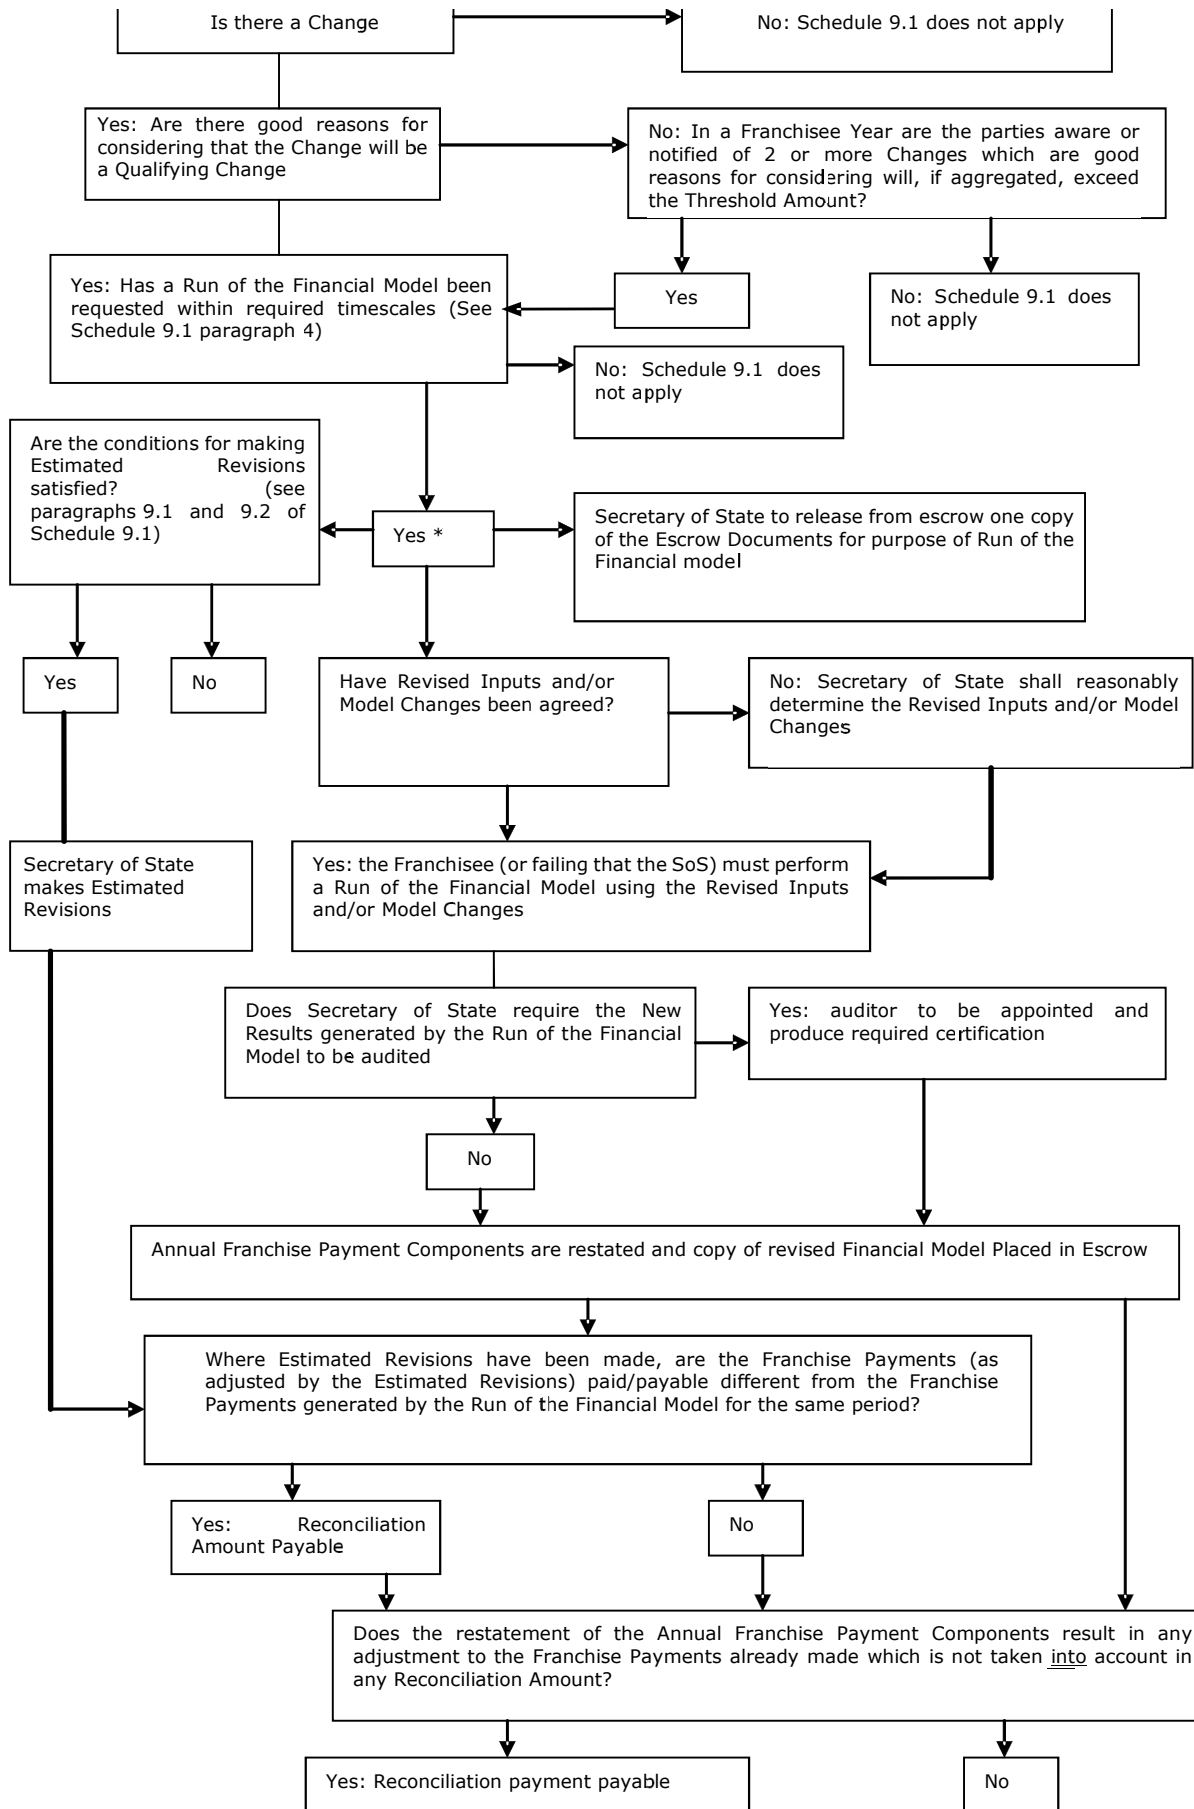 Is there a Change
No: Schedule 9.1 does not apply
Yes: Are there good reasons for
considering that the Change will be
a Qualifying Change
No: In a Franchisee Year are the parties aware or
notified of 2 or more Changes which are good
reasons for considering will, if aggregated, exceed
the Threshold Amount?
Yes: Has a Run of the Financial Model been
requested within required timescales (See
Schedule 9.1 paragraph 4)
Yes
No: Schedule 9.1 does
not apply
No: Schedule 9.1 does
not apply
Are the conditions for making
Estimated Revisions
satisfied? (see
paragraphs 9.1 and 9.2 of
Schedule 9.1)
Yes *
Secretary of State to release from escrow one copy
of the Escrow Documents for purpose of Run of the
Financial model
Yes
No
Have Revised Inputs and/or
Model Changes been agreed?
No: Secretary of State shall reasonably
determine the Revised Inputs and/or Model
Changes
Secretary of State
makes Estimated
Revisions
Yes: the Franchisee (or failing that the SoS) must perform
a Run of the Financial Model using the Revised Inputs
and/or Model Changes
Does Secretary of State require the New
Results generated by the Run of the Financial
Model to be audited
Yes: auditor to be appointed and
produce required certification
No
Annual Franchise Payment Components are restated and copy of revised Financial Model Placed in Escrow
Where Estimated Revisions have been made, are the Franchise Payments (as
adjusted by the Estimated Revisions) paid/payable different from the Franchise
Payments generated by the Run of the Financial Model for the same period?
Yes: Reconciliation
Amount Payable
No
Does the restatement of the Annual Franchise Payment Components result in any
adjustment to the Franchise Payments already made which is not taken into account in
any Reconciliation Amount?
Yes: Reconciliation payment payable
No